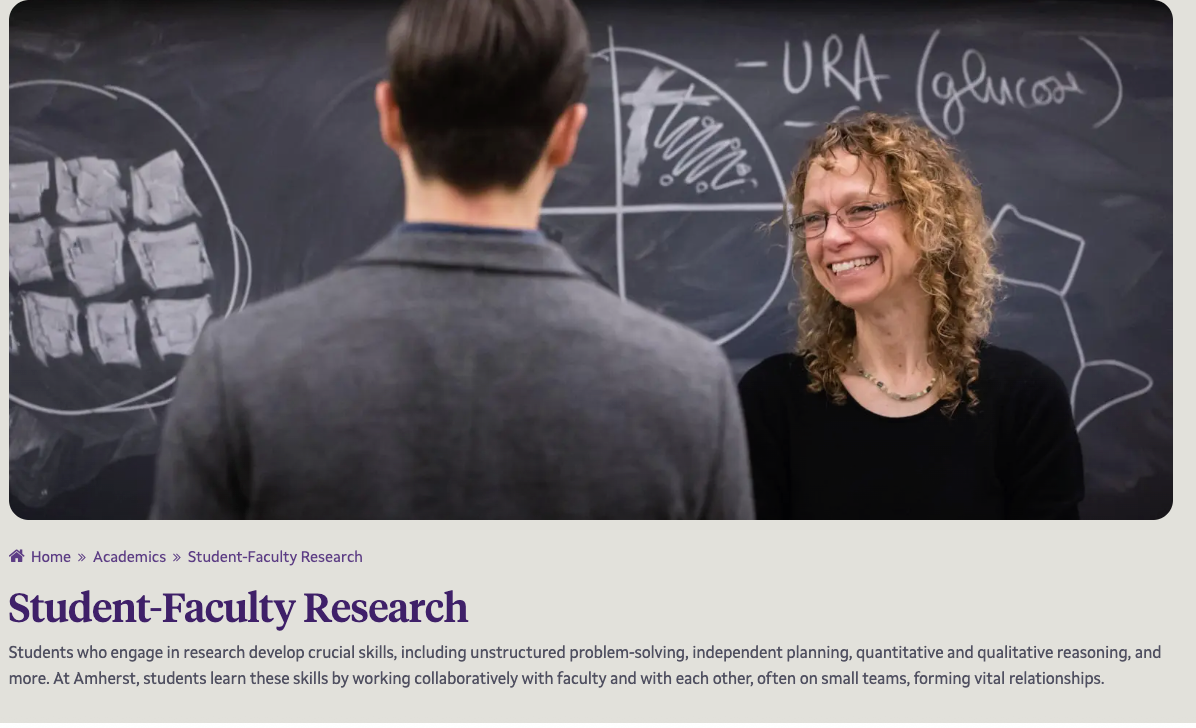 - URA (glucose)
Home » Academics » Student-Faculty Research
Student-Faculty Research
Students who engage in research develop crucial skills, including unstructured problem-solving, independent planning, quantitative and qualitative reasoning, and
more. At Amherst, students learn these skills by working collaboratively with faculty and with each other, often on small teams, forming vital relationships.